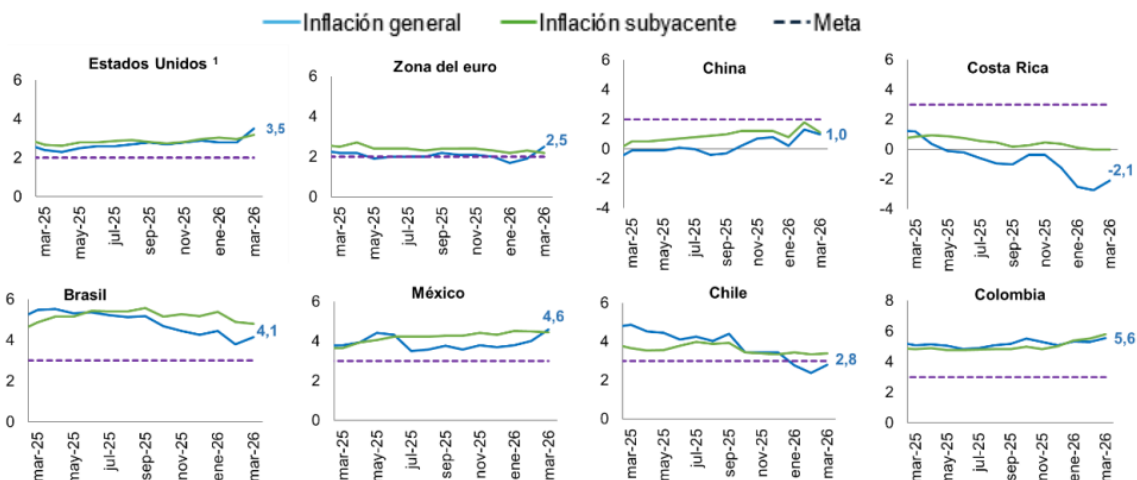 Inflación general Inflación subyacente Meta
Estados Unidos ¹
6
4
2
0
3,5
mar-25 may-25 jul-25 sep-25 nov-25 ene-26 mar-26
Zona del euro
6
4
2
0
2,5
mar-25 may-25 jul-25 sep-25 nov-25 ene-26 mar-26
China
6
4
2
0
-2
-4
1,0
mar-25 may-25 jul-25 sep-25 nov-25 ene-26 mar-26
Costa Rica
6
4
2
0
-2
-4
-2,1
mar-25 may-25 jul-25 sep-25 nov-25 ene-26 mar-26
Brasil
6
4
2
0
4,1
mar-25 may-25 jul-25 sep-25 nov-25 ene-26 mar-26
México
6
4
2
0
4,6
mar-25 may-25 jul-25 sep-25 nov-25 ene-26 mar-26
Chile
6
4
2
0
2,8
mar-25 may-25 jul-25 sep-25 nov-25 ene-26 mar-26
Colombia
8
6
4
2
0
5,6
mar-25 may-25 jul-25 sep-25 nov-25 ene-26 mar-26